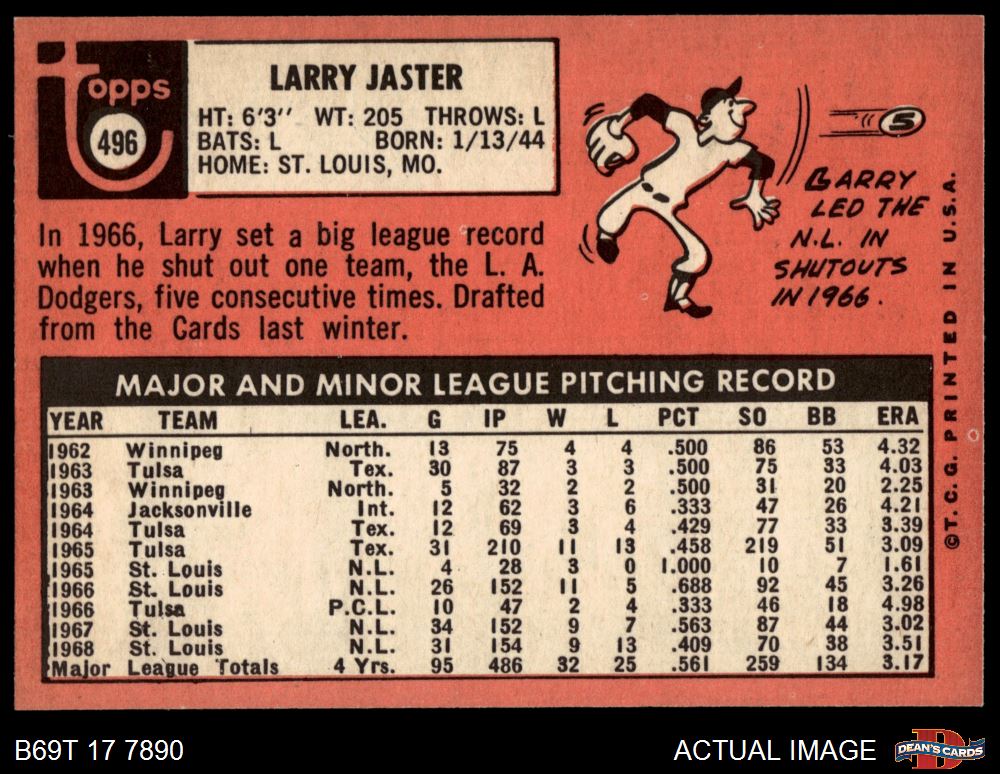 Topps
496
LARRY JASTER
HT: 6'3'' WT: 205 THROWS: L
BATS: L BORN: 1/13/44
HOME: ST. LOUIS, MO.
In 1966, Larry set a big league record
when he shut out one team, the L. A.
Dodgers, five consecutive times. Drafted
from the Cards last winter.
5
LARRY
LED THE
N.L. IN
SHUTOUTS
IN 1966.
©T. C. G. PRINTED IN U.S.A.
MAJOR AND MINOR LEAGUE PITCHING RECORD
YEAR TEAM LEA. G IP W L PCT SO BB ERA
1962 Winnipeg North. 13 75 4 4 .500 86 53 4.32
1963 Tulsa Tex. 30 87 3 3 .500 75 33 4.03
1963 Winnipeg North. 5 32 2 2 .500 31 20 2.25
1964 Jacksonville Int. 12 62 3 6 .333 47 26 4.21
1964 Tulsa Tex. 12 69 3 4 .429 77 33 3.39
1965 Tulsa Tex. 31 210 11 13 .458 219 51 3.09
1965 St. Louis N.L. 4 28 3 0 1.000 10 7 1.61
1966 St. Louis N.L. 26 152 11 5 .688 92 45 3.26
1966 Tulsa P.C.L. 10 47 2 4 .333 46 18 4.98
1967 St. Louis N.L. 34 152 9 7 .563 87 44 3.02
1968 St. Louis N.L. 31 154 9 13 .409 70 38 3.51
Major League Totals 4 Yrs. 95 486 32 25 .561 259 134 3.17
B69T 17 7890
ACTUAL IMAGE
DEAN'S CARDS